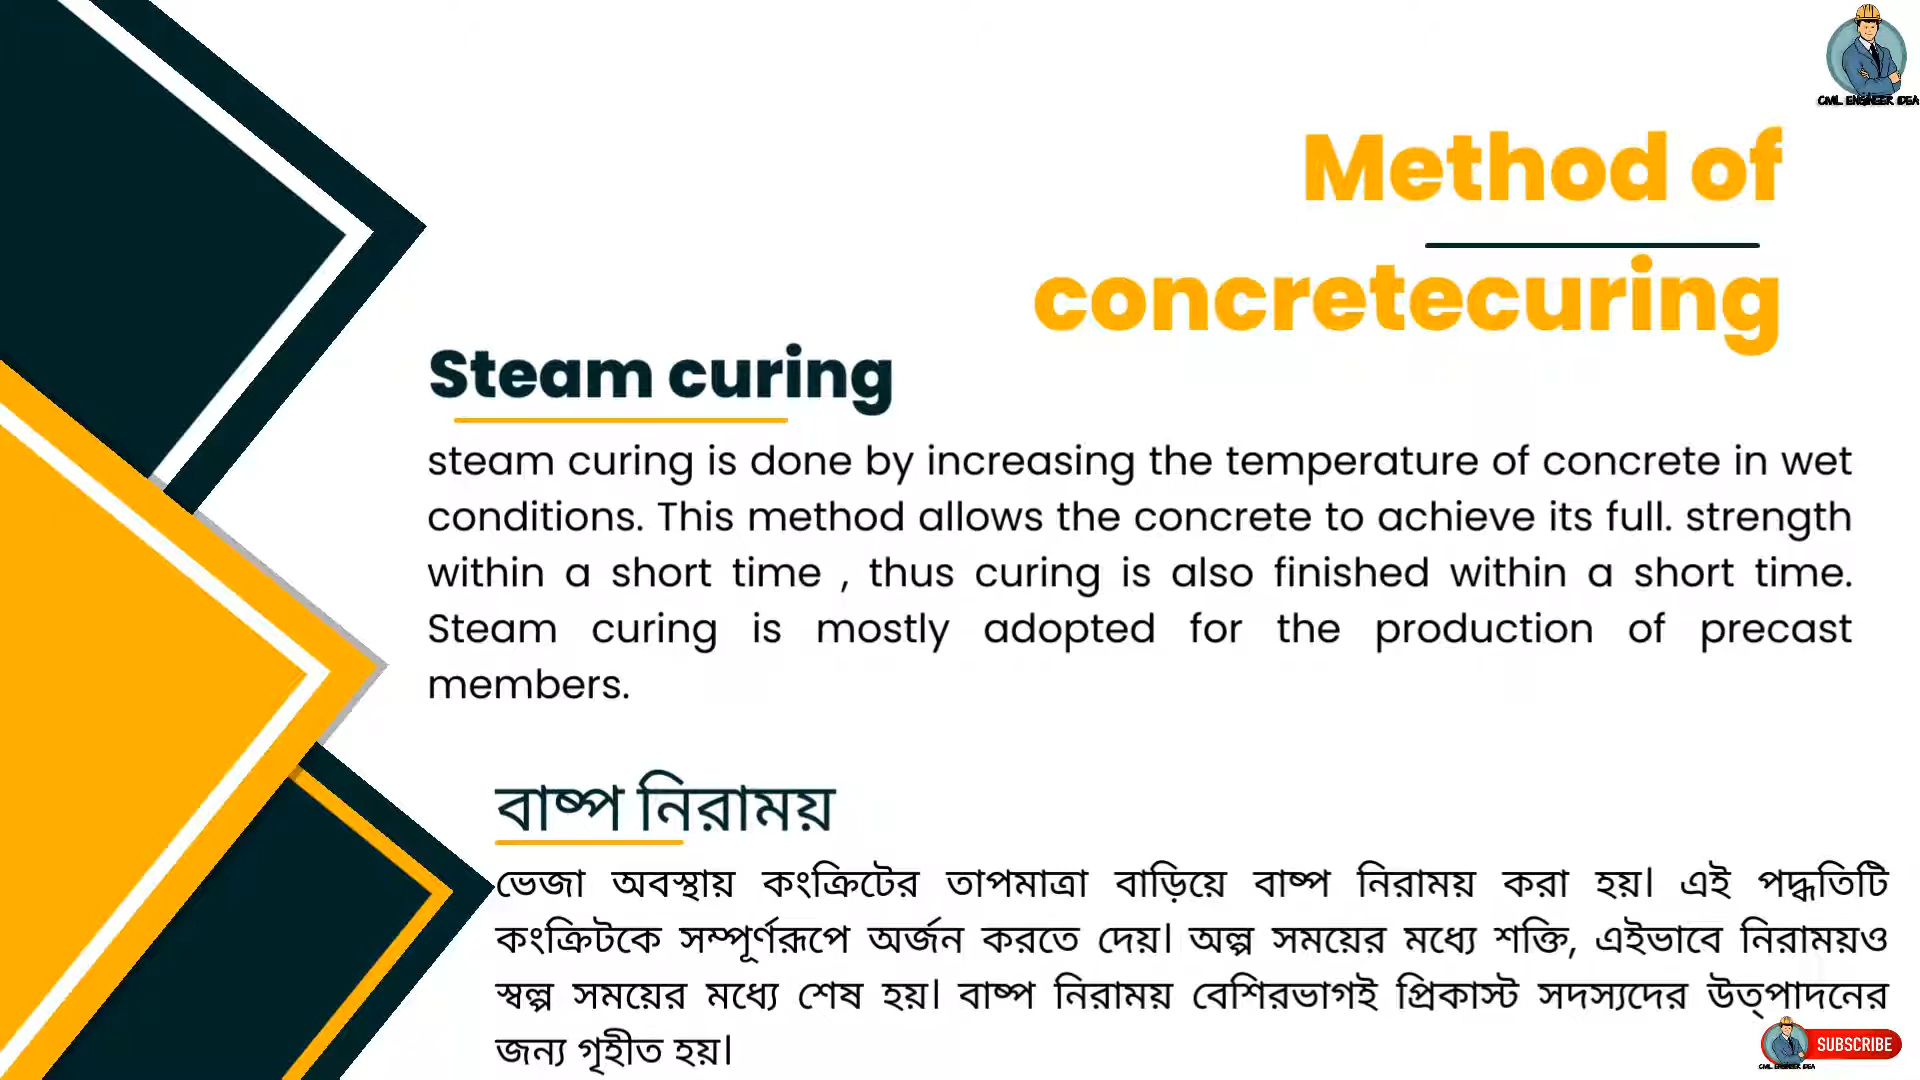 CIVIL ENGINEER IDEA
Method of
concretecuring
Steam curing
steam curing is done by increasing the temperature of concrete in wet
conditions. This method allows the concrete to achieve its full. strength
within a short time , thus curing is also finished within a short time.
Steam curing is mostly adopted for the production of precast
members.
বাষ্প নিরাময়
ভেজা অবস্থায় কংক্রিটের তাপমাত্রা বাড়িয়ে বাষ্প নিরাময় করা হয়। এই পদ্ধতিটি
কংক্রিটকে সম্পূর্ণরূপে অর্জন করতে দেয়। অল্প সময়ের মধ্যে শক্তি, এইভাবে নিরাময়ও
স্বল্প সময়ের মধ্যে শেষ হয়। বাষ্প নিরাময় বেশিরভাগই প্রিকাস্ট সদস্যদের উত্পাদনের
জন্য গৃহীত হয়।
SUBSCRIBE
CIVIL ENGINEER IDEA